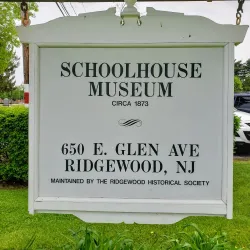 SCHOOLHOUSE
MUSEUM
CIRCA 1873
650 E. GLEN AVE
RIDGEWOOD, NJ
MAINTAINED BY THE RIDGEWOOD HISTORICAL SOCIETY